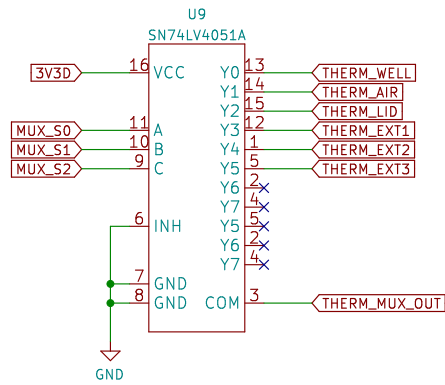 U9
SN74LV4051A
3V3D 16 VCC Y0 13 THERM_WELL
Y1 14 THERM_AIR
Y2 15 THERM_LID
MUX_S0 11 A Y3 12 THERM_EXT1
MUX_S1 10 B Y4 1 THERM_EXT2
MUX_S2 9 C Y5 5 THERM_EXT3
Y6 2
Y7 4
6 INH Y5 5
Y6 2
Y7 4
7 GND
8 GND COM 3 THERM_MUX_OUT
GND